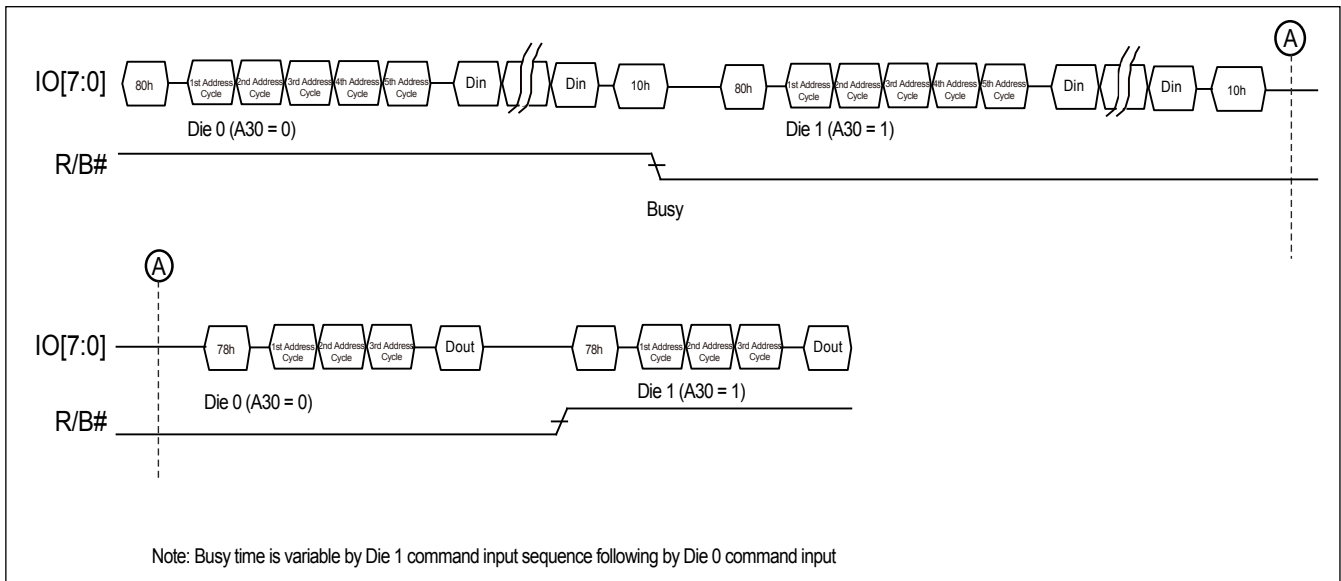 A
IO[7:0] 80h 1st Address Cycle 2nd Address Cycle 3rd Address Cycle 4th Address Cycle 5th Address Cycle Din Din 10h 80h 1st Address Cycle 2nd Address Cycle 3rd Address Cycle 4th Address Cycle 5th Address Cycle Din Din 10h
Die 0 (A30 = 0) Die 1 (A30 = 1)
R/B#
Busy
A
IO[7:0] 78h 1st Address Cycle 2nd Address Cycle 3rd Address Cycle Dout 78h 1st Address Cycle 2nd Address Cycle 3rd Address Cycle Dout
Die 0 (A30 = 0) Die 1 (A30 = 1)
R/B#
Note: Busy time is variable by Die 1 command input sequence following by Die 0 command input